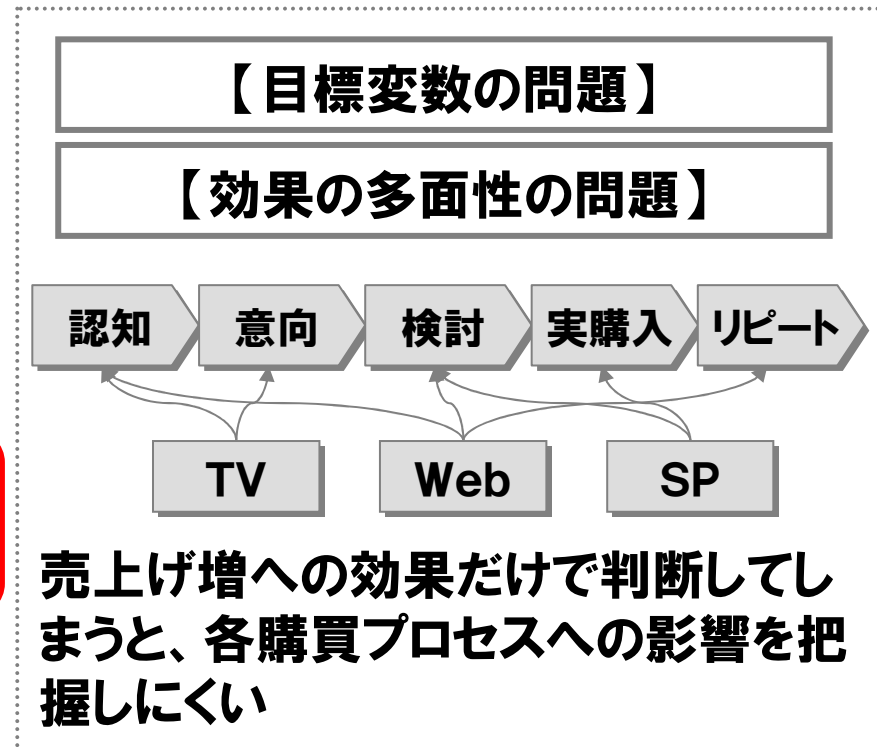 【目標変数の問題】
【効果の多面性の問題】
認知 意向 検討 実購入 リピート
TV Web SP
売上げ増への効果だけで判断してし
まうと、各購買プロセスへの影響を把
握しにくい